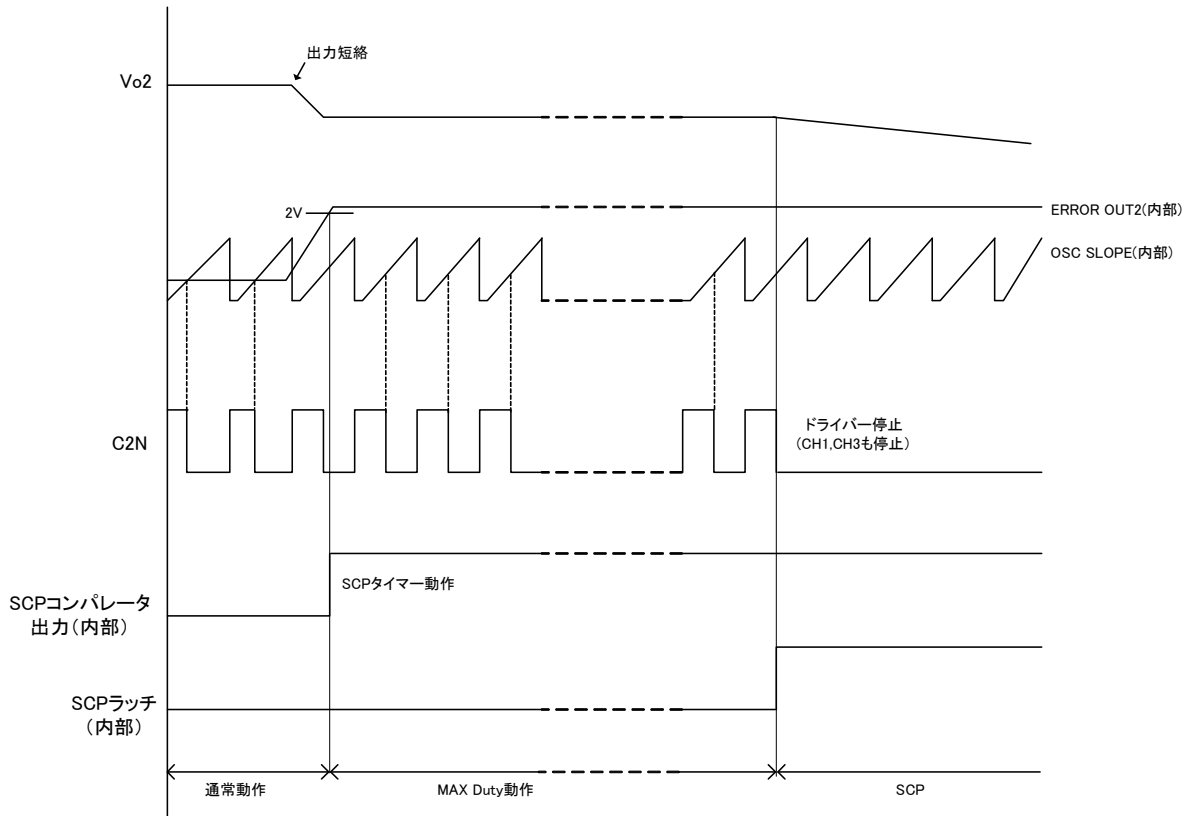 出力短絡
Vo2
2V
ERROR OUT2(内部)
OSC SLOPE(内部)
C2N
ドライバー停止
(CH1,CH3も停止)
SCPコンパレータ
出力(内部)
SCPタイマー動作
SCPラッチ
(内部)
通常動作
MAX Duty動作
SCP